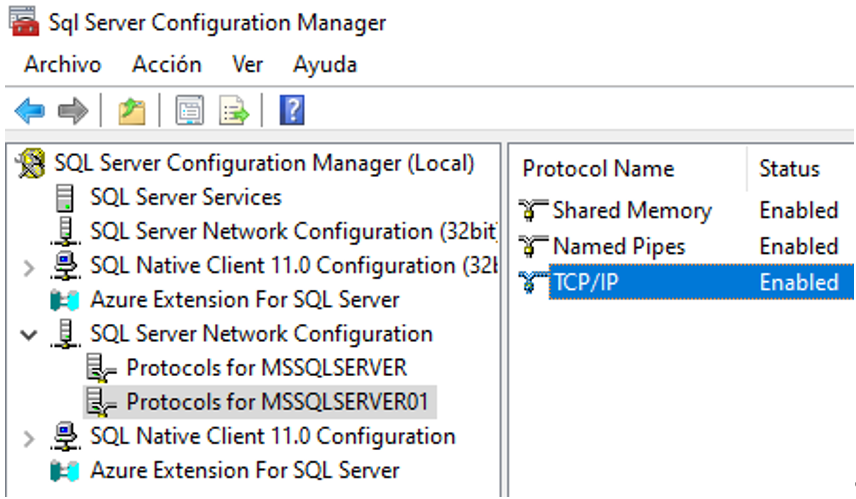 Sql Server Configuration Manager
Archivo Acción Ver Ayuda
SQL Server Configuration Manager (Local)
SQL Server Services
SQL Server Network Configuration (32bit
SQL Native Client 11.0 Configuration (32b
Azure Extension For SQL Server
SQL Server Network Configuration
Protocols for MSSQLSERVER
Protocols for MSSQLSERVER01
SQL Native Client 11.0 Configuration
Azure Extension For SQL Server
Protocol Name Status
Shared Memory Enabled
Named Pipes Enabled
TCP/IP Enabled